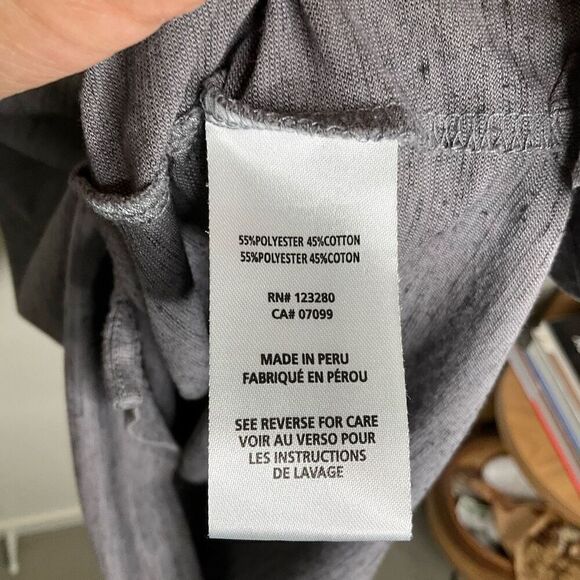 55%POLYESTER 45%COTTON
55%POLYESTER 45%COTON
RN# 123280
CA# 07099
MADE IN PERU
FABRIQUÉ EN PÉROU
SEE REVERSE FOR CARE
VOIR AU VERSO POUR
LES INSTRUCTIONS
DE LAVAGE